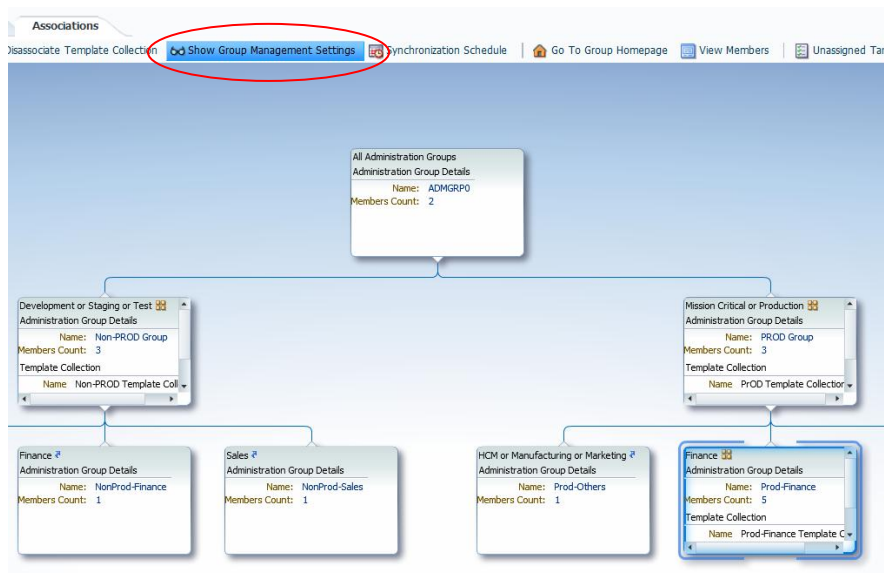 Associations
Disassociate Template Collection Show Group Management Settings Synchronization Schedule Go To Group Homepage View Members Unassigned Tar
All Administration Groups
Administration Group Details
Name: ADMGRP0
Members Count: 2
Development or Staging or Test
Administration Group Details
Name: Non-PROD Group
Members Count: 3
Template Collection
Name Non-PROD Template Coll
Mission Critical or Production
Administration Group Details
Name: PROD Group
Members Count: 3
Template Collection
Name PrOD Template Collection
Finance
Administration Group Details
Name: NonProd-Finance
Members Count: 1
Sales
Administration Group Details
Name: NonProd-Sales
Members Count: 1
HCM or Manufacturing or Marketing
Administration Group Details
Name: Prod-Others
Members Count: 1
Finance
Administration Group Details
Name: Prod-Finance
Members Count: 5
Template Collection
Name Prod-Finance Template C